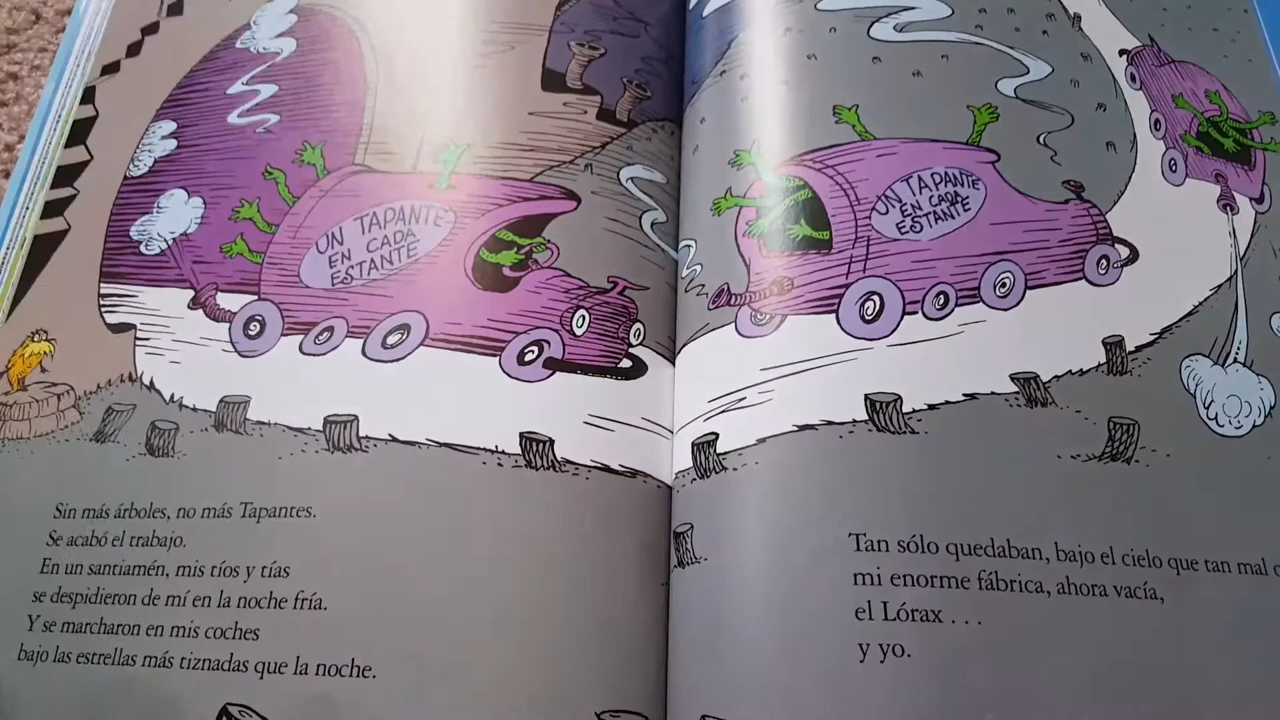 UN TAPANTE
EN CADA
ESTANTE
UN TAPANTE
EN CADA
ESTANTE
Sin más árboles, no más Tapantes.
Se acabó el trabajo.
En un santiamén, mis tíos y tías
se despidieron de mí en la noche fría.
Y se marcharon en mis coches
bajo las estrellas más tiznadas que la noche.
Tan sólo quedaban, bajo el cielo que tan mal
mi enorme fábrica, ahora vacía,
el Lórax . . .
y yo.